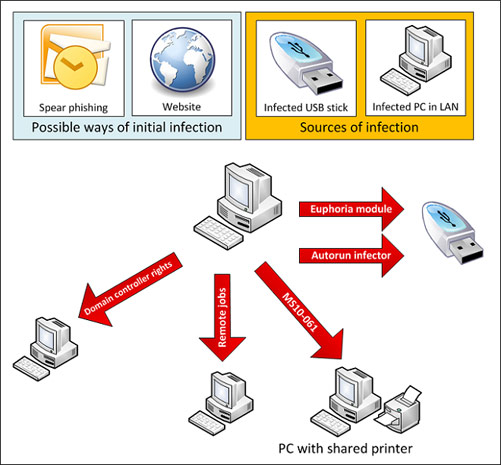 Spear phishing
Website
Infected USB stick
Infected PC in LAN
Possible ways of initial infection
Sources of infection
Euphoria module
Autorun infector
Domain controller rights
Remote jobs
MS10-061
PC with shared printer